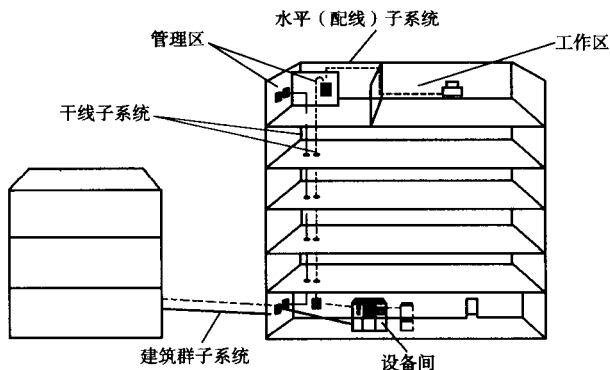 水平（配线）子系统
管理区
工作区
干线子系统
建筑群子系统
设备间